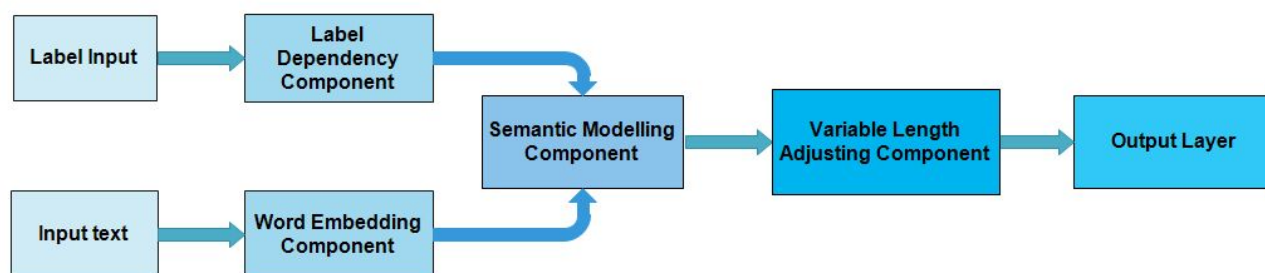 Label Input
Label
Dependency
Component
Semantic Modelling
Component
Variable Length
Adjusting Component
Output Layer
Input text
Word Embedding
Component